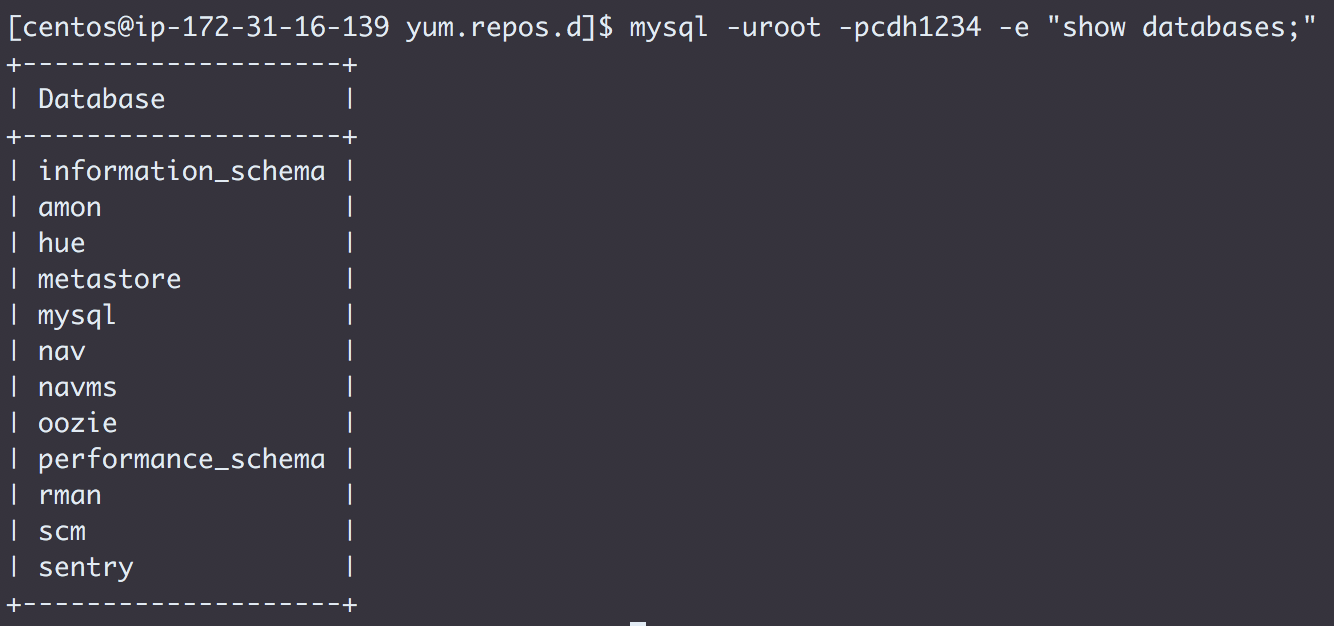 [centos@ip-172-31-16-139 yum.repos.d]$ mysql -uroot -pcdh1234 -e "show databases;"
+--------------------+
| Database           |
+--------------------+
| information_schema |
| amon               |
| hue                |
| metastore          |
| mysql              |
| nav                |
| navms              |
| oozie              |
| performance_schema |
| rman               |
| scm                |
| sentry             |
+--------------------+